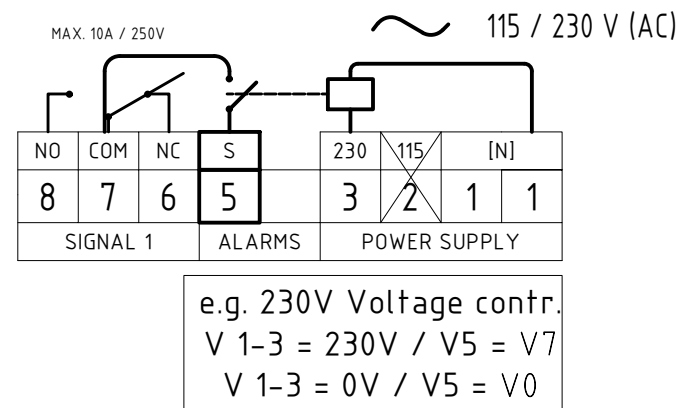 115 / 230 V (AC)
MAX. 10A / 250V
NO COM NC S 230 115 [N]
8 7 6 5 3 2 1 1
SIGNAL 1 ALARMS POWER SUPPLY
e.g. 230V Voltage contr.
V 1-3 = 230V / V5 = V7
V 1-3 = 0V / V5 = V0